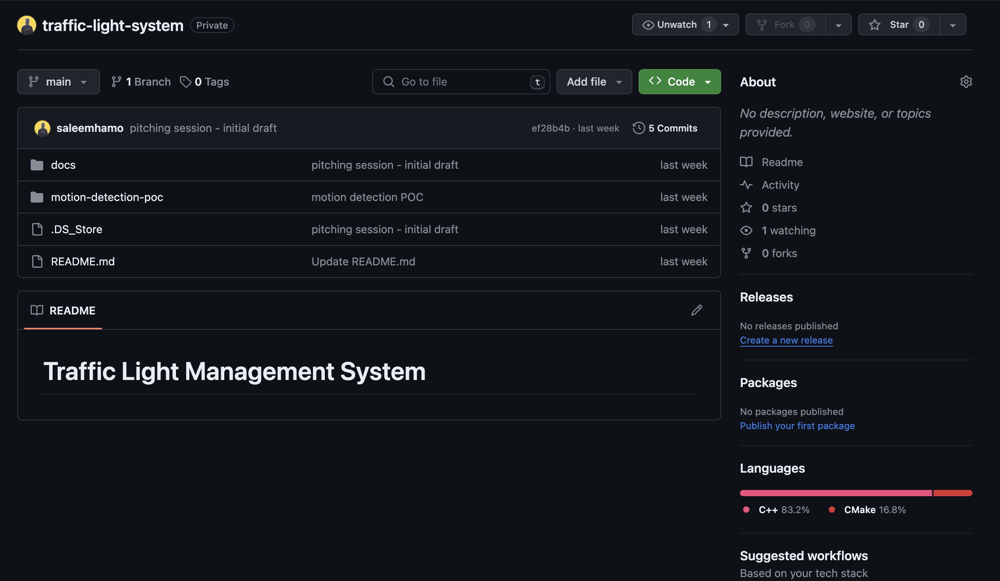 traffic-light-system Private Unwatch 1 Fork 0 Star 0
main 1 Branch 0 Tags Go to file t Add file Code
saleemhamo pitching session - initial draft ef28b4b · last week 5 Commits
docs pitching session - initial draft last week
motion-detection-poc motion detection POC last week
.DS_Store pitching session - initial draft last week
README.md Update README.md last week
README
Traffic Light Management System
About
No description, website, or topics
provided.
Readme
Activity
0 stars
1 watching
0 forks
Releases
No releases published
Create a new release
Packages
No packages published
Publish your first package
Languages
C++ 83.2% CMake 16.8%
Suggested workflows
Based on your tech stack